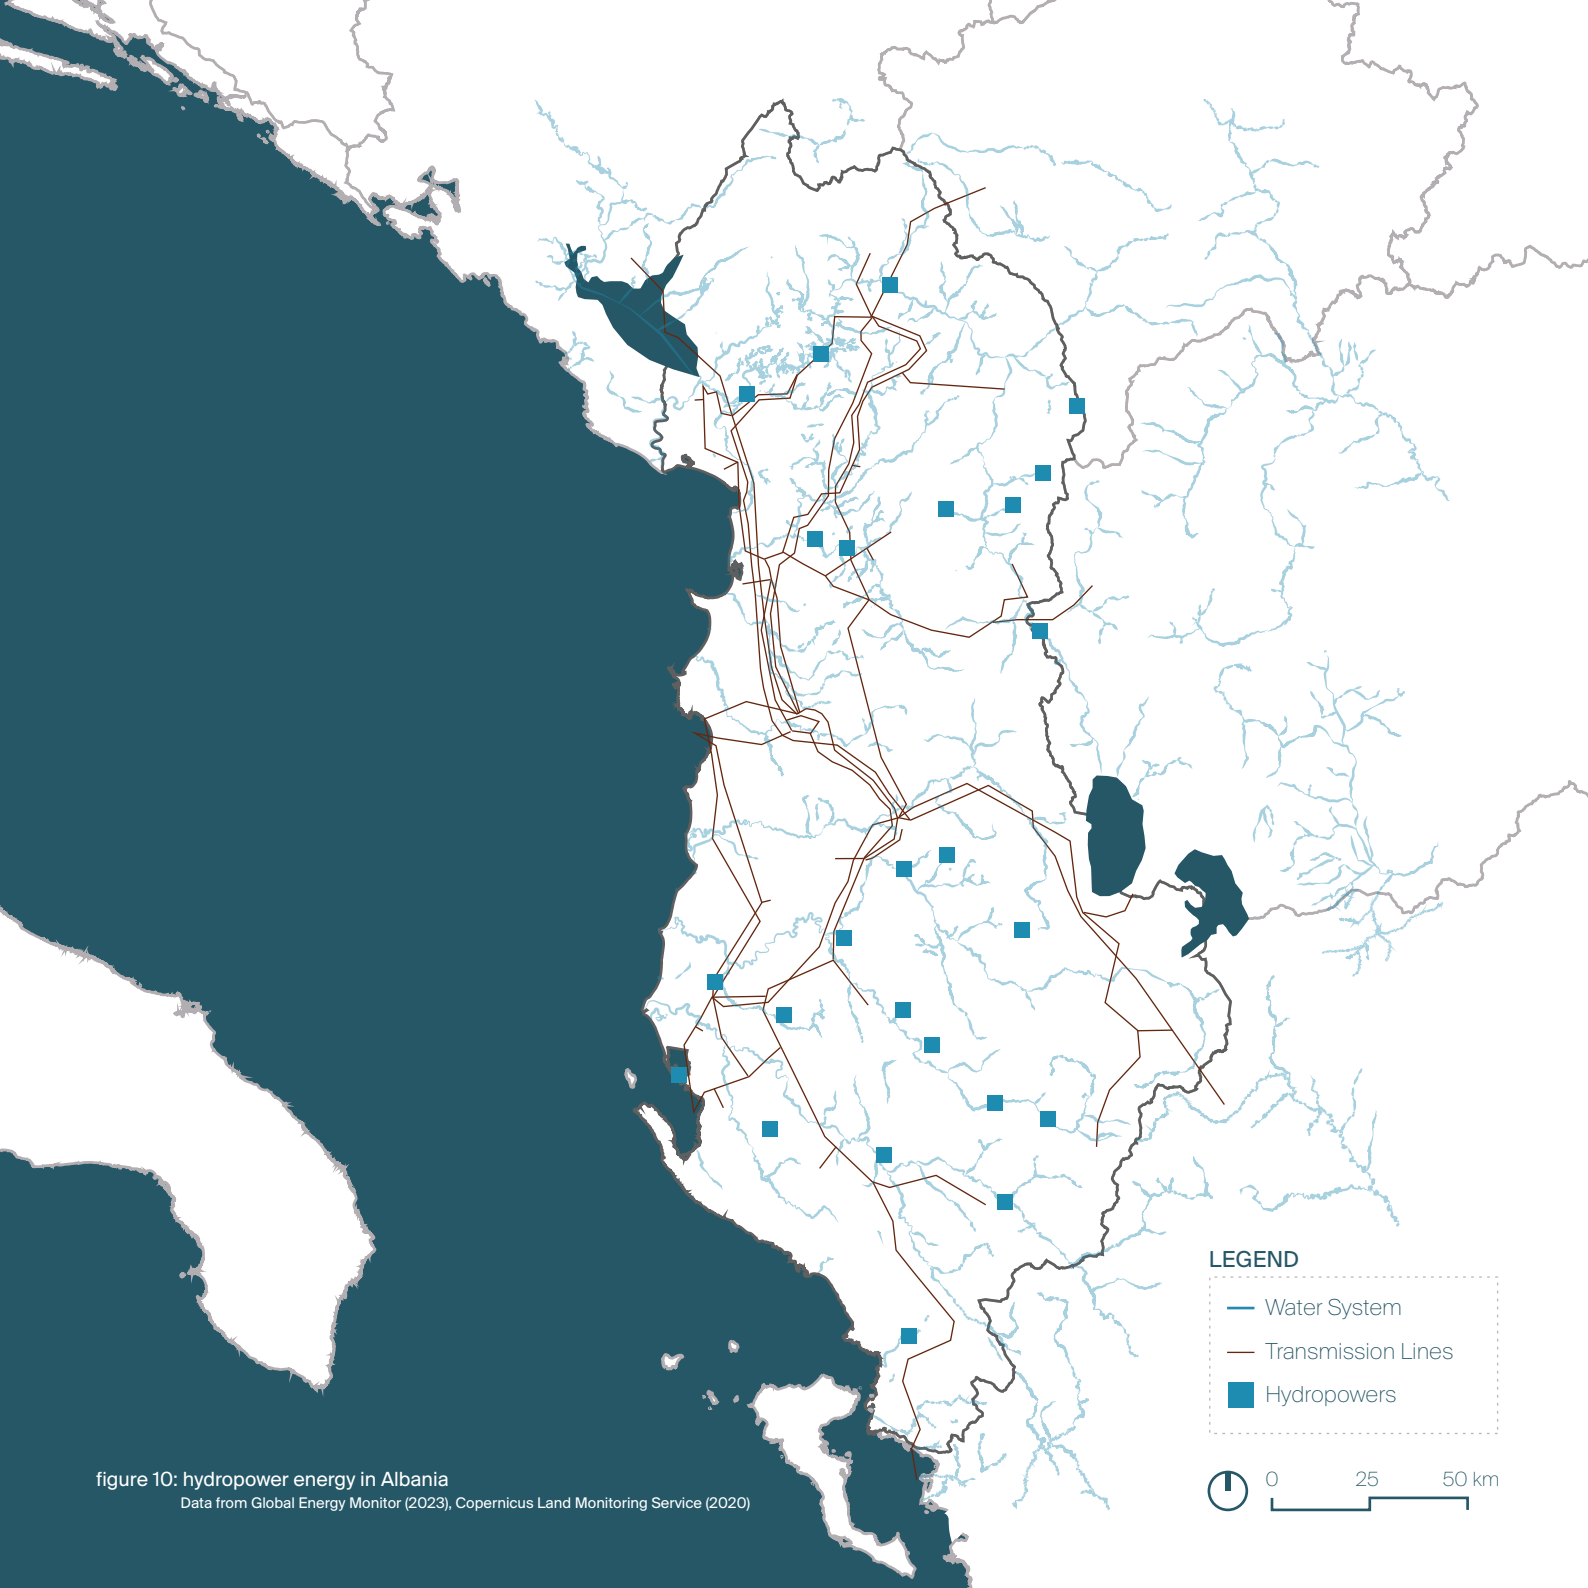 LEGEND
Water System
Transmission Lines
Hydropowers
0 25 50 km
figure 10: hydropower energy in Albania
Data from Global Energy Monitor (2023), Copernicus Land Monitoring Service (2020)